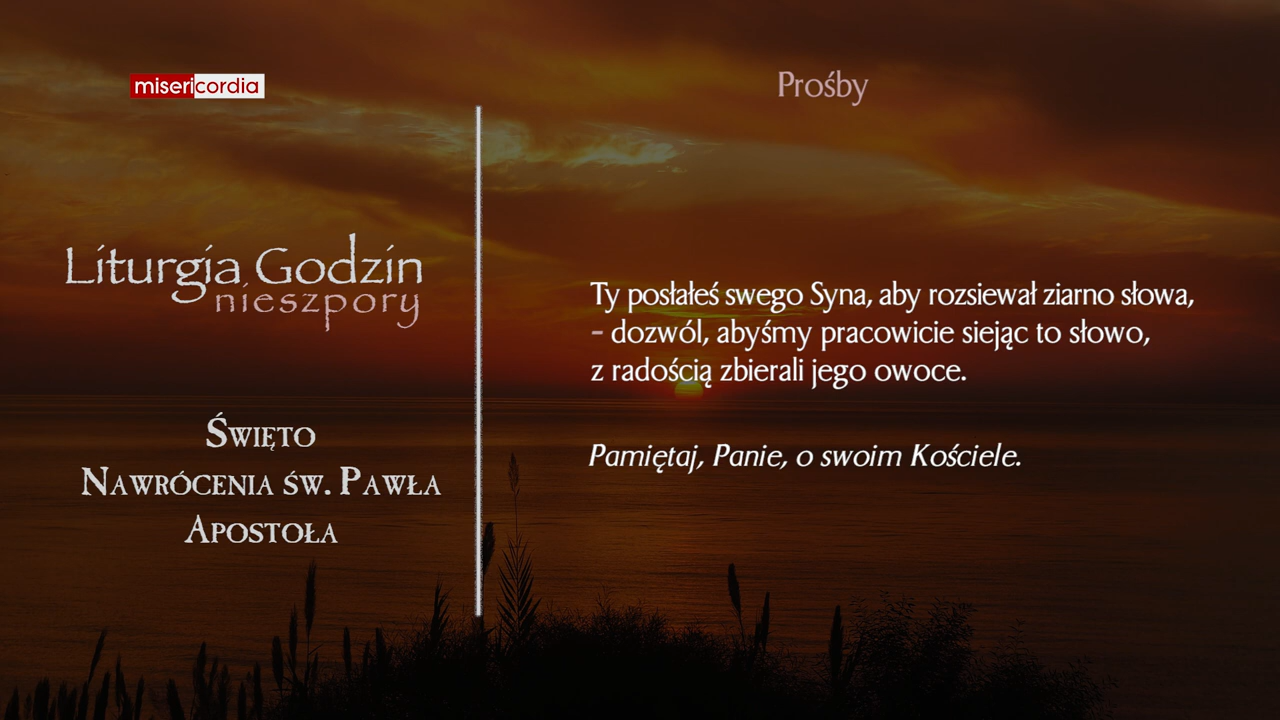 misericordia
Liturgia Godzin
nieszpory
Święto
Nawrócenia św. Pawła
Apostoła
Prośby
Ty posłałeś swego Syna, aby rozsiewał ziarno słowa,
- dozwól, abyśmy pracowicie siejąc to słowo,
z radością zbierali jego owoce.
Pamiętaj, Panie, o swoim Kościele.